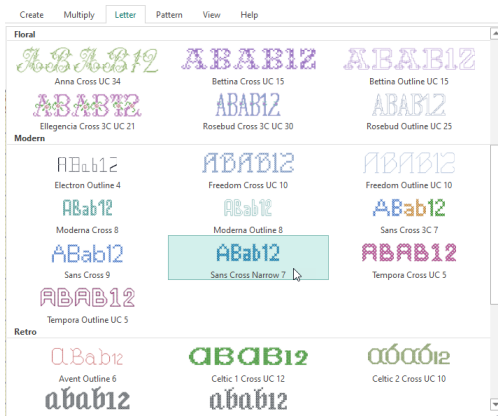 Create Multiply Letter Pattern View Help
Floral
ABABB12 ABAB12 ABAB12
Anna Cross UC 34 Bettina Cross UC 15 Bettina Outline UC 15
ABAB12 ABAB12 ABAB12
Ellegencia Cross 3C UC 21 Rosebud Cross 3C UC 30 Rosebud Outline UC 25
Modern
ABab12 ABAB12 ABAB12
Electron Outline 4 Freedom Cross UC 10 Freedom Outline UC 10
ABab12 ABab12 ABab12
Moderna Cross 8 Moderna Outline 8 Sans Cross 3C 7
ABab12 ABab12 ABAB12
Sans Cross 9 Sans Cross Narrow 7 Tempora Cross UC 5
ABAB12
Tempora Outline UC 5
Retro
ABab12 ABAB12 ABAB12
Avent Outline 6 Celtic 1 Cross UC 12 Celtic 2 Cross UC 10
abab12 abab12